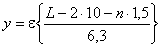 y = ε{(L − 2·10 − n·1,5)/6,3}